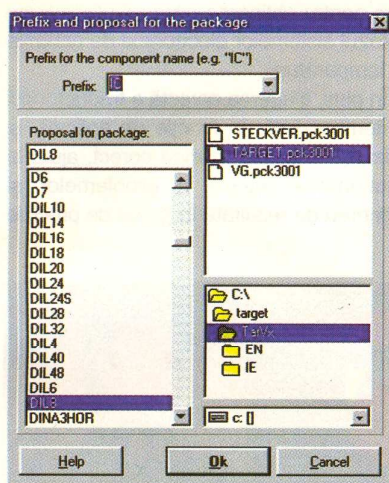 Prefix and proposal for the package
Prefix for the component name (e.g. "IC")
Prefix: IC
Proposal for package:
DIL8
D6
D7
DIL10
DIL14
DIL16
DIL18
DIL20
DIL24
DIL24S
DIL28
DIL32
DIL4
DIL40
DIL48
DIL6
DIL8
DINA3HOR
STECKVER.pck3001
TARGET.pck3001
VG.pck3001
C:\
target
TarVx
EN
IE
c: []
Help
Ok
Cancel